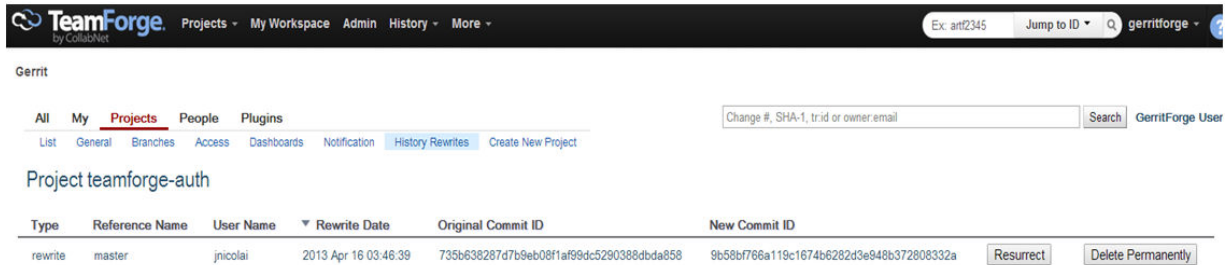 TeamForge. Projects My Workspace Admin History More Ex: artf2345 Jump to ID gerritforge ?
by CollabNet
Gerrit
All My Projects People Plugins Change #, SHA-1, tr:id or owner:email Search GerritForge User
List General Branches Access Dashboards Notification History Rewrites Create New Project
Project teamforge-auth
Type Reference Name User Name Rewrite Date Original Commit ID New Commit ID
rewrite master jnicolai 2013 Apr 16 03:46:39 735b638287d7b9eb08f1af99dc5290388dbda858 9b58bf766a119c1674b6282d3e948b372808332a Resurrect Delete Permanently